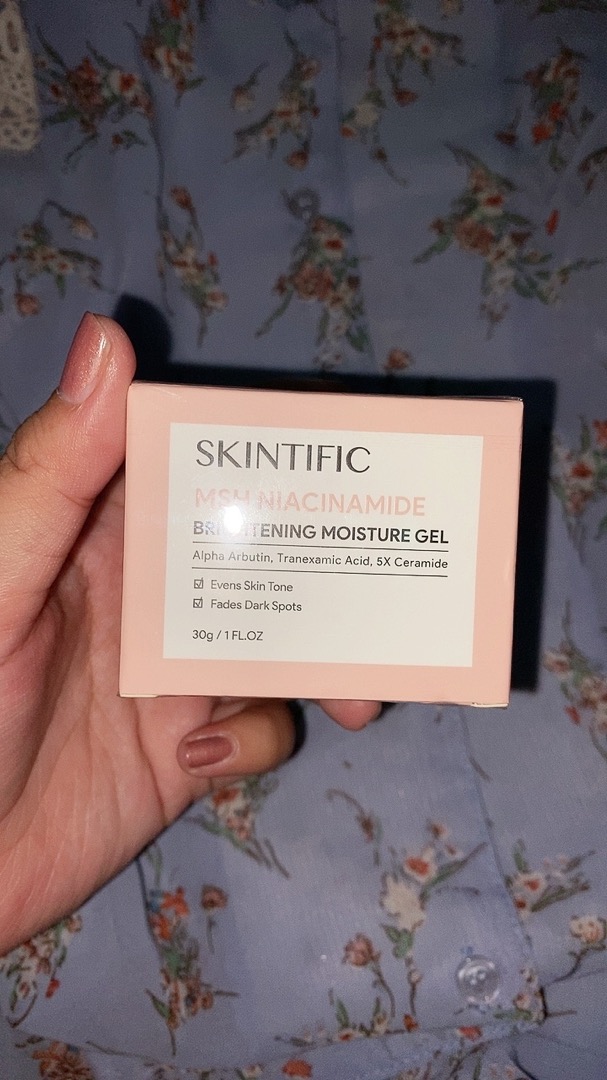 SKINTIFIC
MSH NIACINAMIDE
BRIGHTENING MOISTURE GEL
Alpha Arbutin, Tranexamic Acid, 5X Ceramide
☑ Evens Skin Tone
☑ Fades Dark Spots
30g / 1 FL.OZ